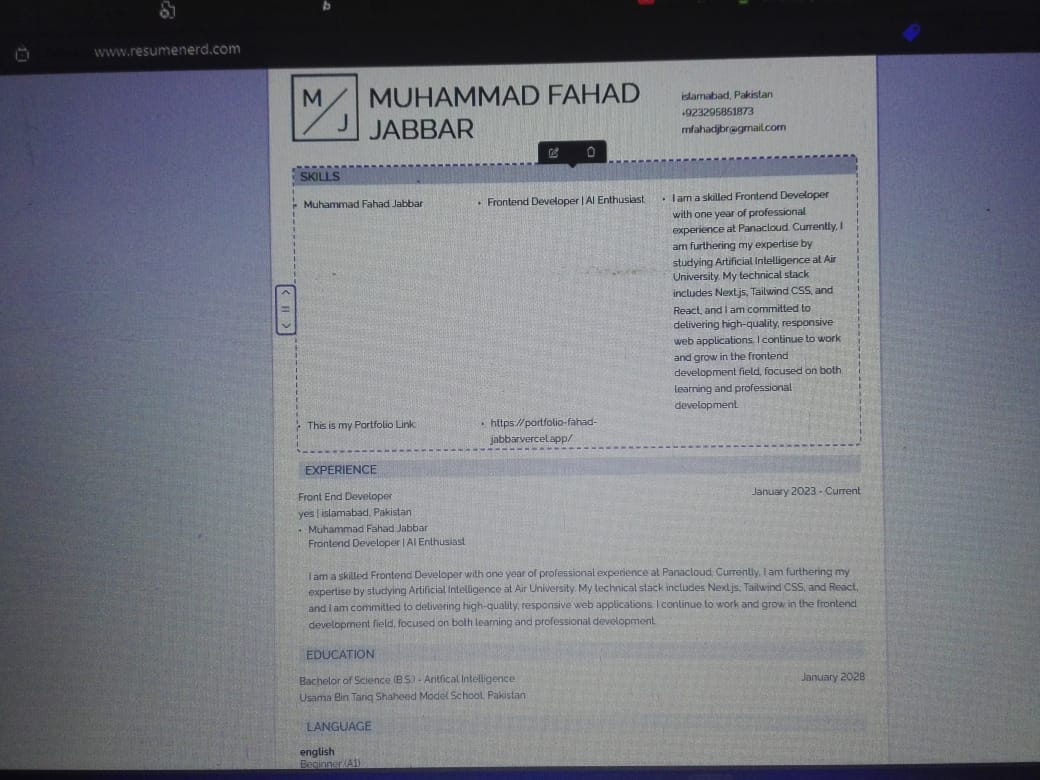 b
www.resumenerd.com
M
J
MUHAMMAD FAHAD
JABBAR
islamabad, Pakistan
+923295851873
mfahadjbr@gmail.com
SKILLS
• Muhammad Fahad Jabbar
• Frontend Developer | AI Enthusiast
• I am a skilled Frontend Developer
with one year of professional
experience at Panacloud. Currently, I
am furthering my expertise by
studying Artificial Intelligence at Air
University. My technical stack
includes Next.js, Tailwind CSS, and
React, and I am committed to
delivering high-quality, responsive
web applications. I continue to work
and grow in the frontend
development field, focused on both
learning and professional
development.
• This is my Portfolio Link:
• https://portfolio-fahad-
jabbar.vercel.app/
EXPERIENCE
Front End Developer
January 2023 - Current
yes | islamabad, Pakistan
• Muhammad Fahad Jabbar
Frontend Developer | AI Enthusiast
I am a skilled Frontend Developer with one year of professional experience at Panacloud. Currently, I am furthering my
expertise by studying Artificial Intelligence at Air University. My technical stack includes Next.js, Tailwind CSS, and React,
and I am committed to delivering high-quality, responsive web applications. I continue to work and grow in the frontend
development field, focused on both learning and professional development.
EDUCATION
Bachelor of Science (B.S.) - Antifical Intelligence
January 2028
Usama Bin Tariq Shaheed Model School, Pakistan
LANGUAGE
english
Beginner (A1)